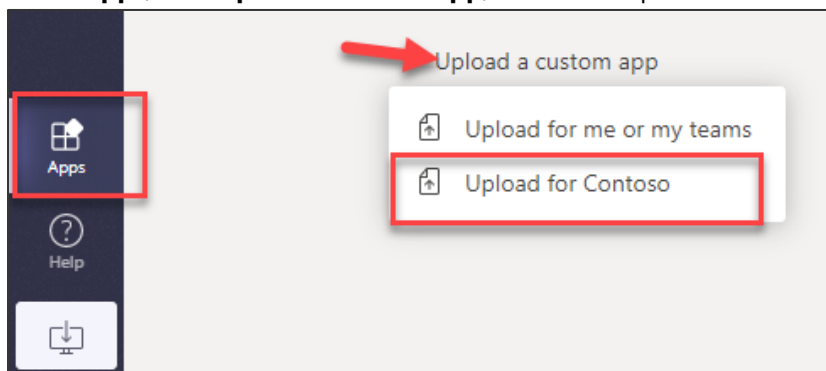 Upload a custom app
Upload for me or my teams
Apps
Upload for Contoso
Help